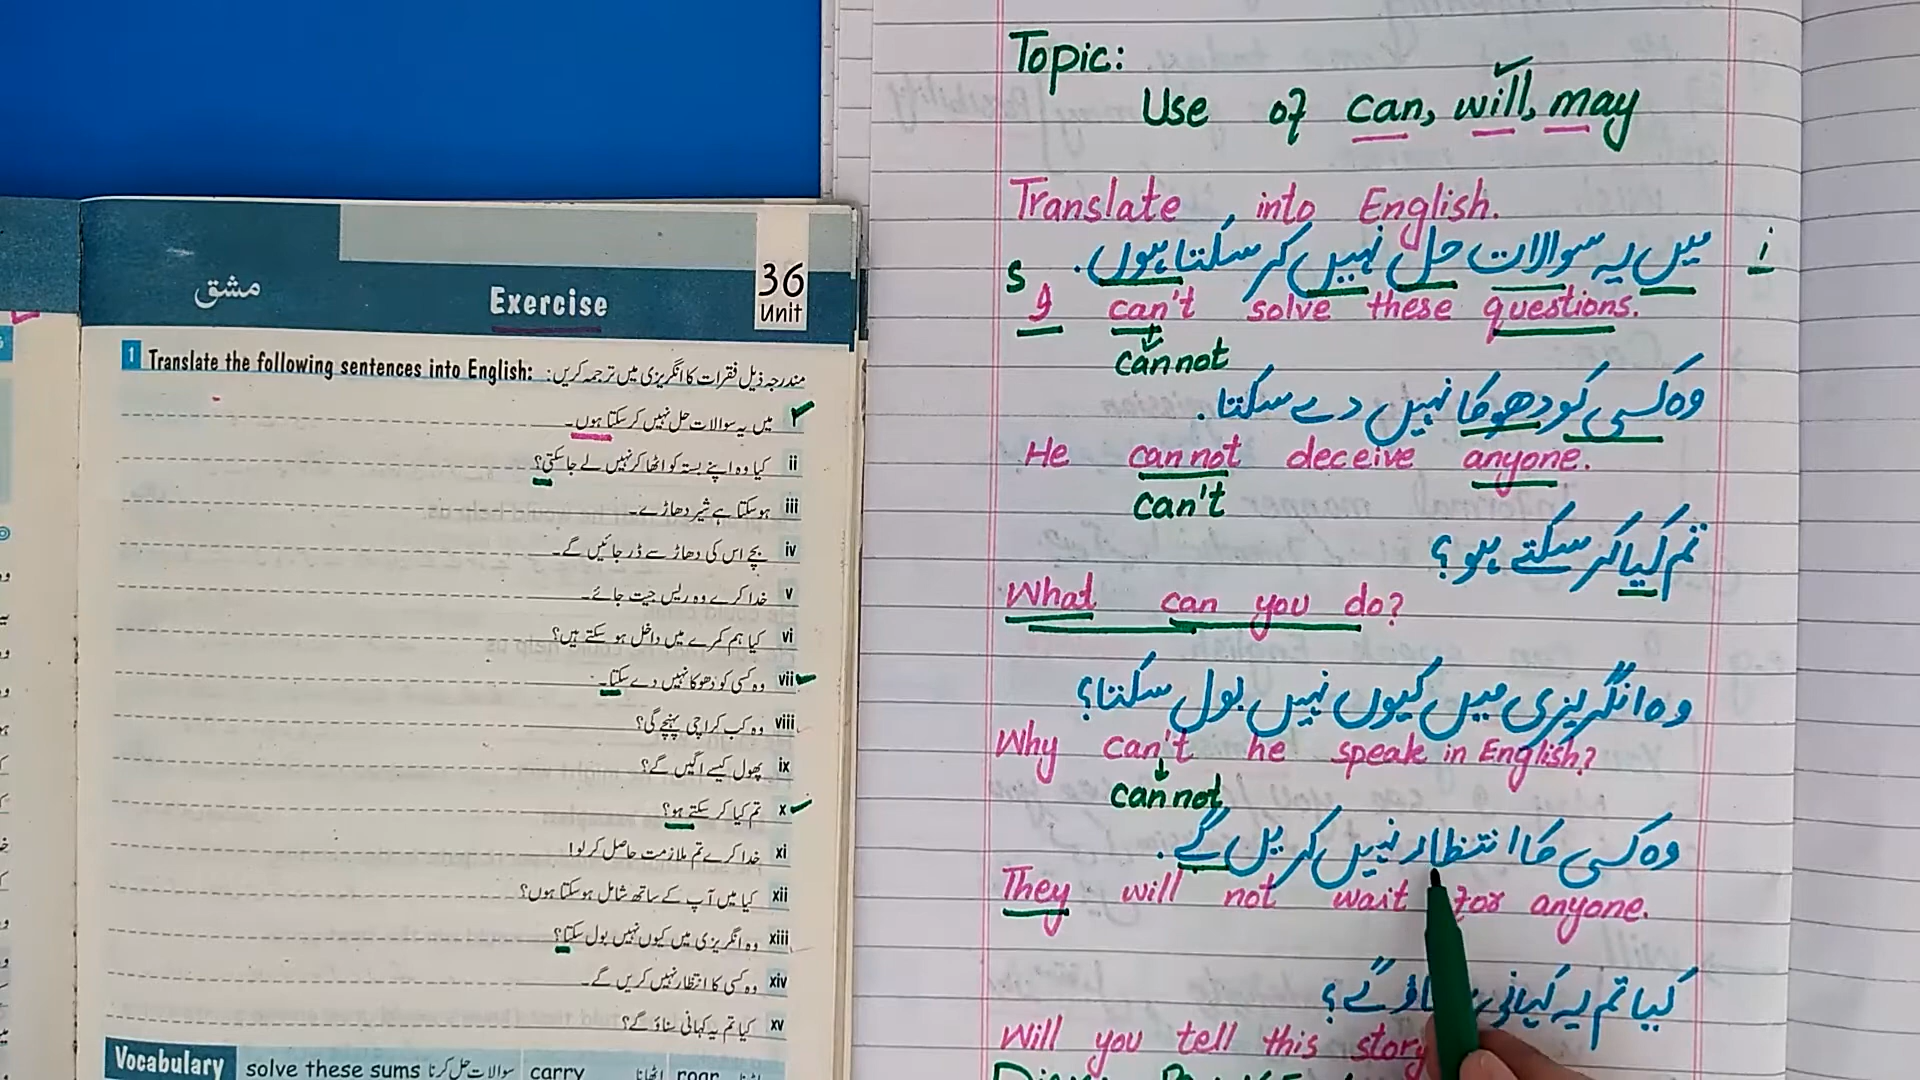 مشق
Exercise
36
Unit
1 Translate the following sentences into English: مندرجہ ذیل فقرات کا انگریزی میں ترجمہ کریں:
میں یہ سوالات حل نہیں کر سکتا ہوں۔
ii کیا وہ اپنے بستہ کو اٹھا کر نہیں لے جا سکتی؟
iii ہو سکتا ہے شیر دھاڑے۔
iv بچے اس کی دھاڑ سے ڈر جائیں گے۔
v خدا کرے وہ ریس جیت جائے۔
vi کیا ہم کمرے میں داخل ہو سکتے ہیں؟
vii وہ کسی کو دھوکا نہیں دے سکتا۔
viii وہ کب کراچی پہنچے گی؟
ix پھول کیسے اگیں گے؟
x تم کیا کر سکتے ہو؟
xi خدا کرے تم ملازمت حاصل کر لو!
xii کیا میں آپ کے ساتھ شامل ہو سکتا ہوں؟
xiii وہ انگریزی میں کیوں نہیں بول سکتا؟
xiv وہ کسی کا انتظار نہیں کریں گے۔
xv کیا تم یہ کہانی سناؤ گے؟
Vocabulary solve these sums سوالات حل کرنا carry اٹھانا roar
Topic:
Use of can, will, may
Translate into English.
i میں یہ سوالات حل نہیں کر سکتا ہوں.
S
I can't solve these questions.
cannot
وہ کسی کو دھوکا نہیں دے سکتا.
He cannot deceive anyone.
can't
تم کیا کر سکتے ہو؟
What can you do?
وہ انگریزی میں کیوں نہیں بول سکتا؟
Why can't he speak in English?
cannot
وہ کسی کا انتظار نہیں کریں گے.
They will not wait for anyone.
کیا تم یہ کہانی گے؟
Will you tell this story